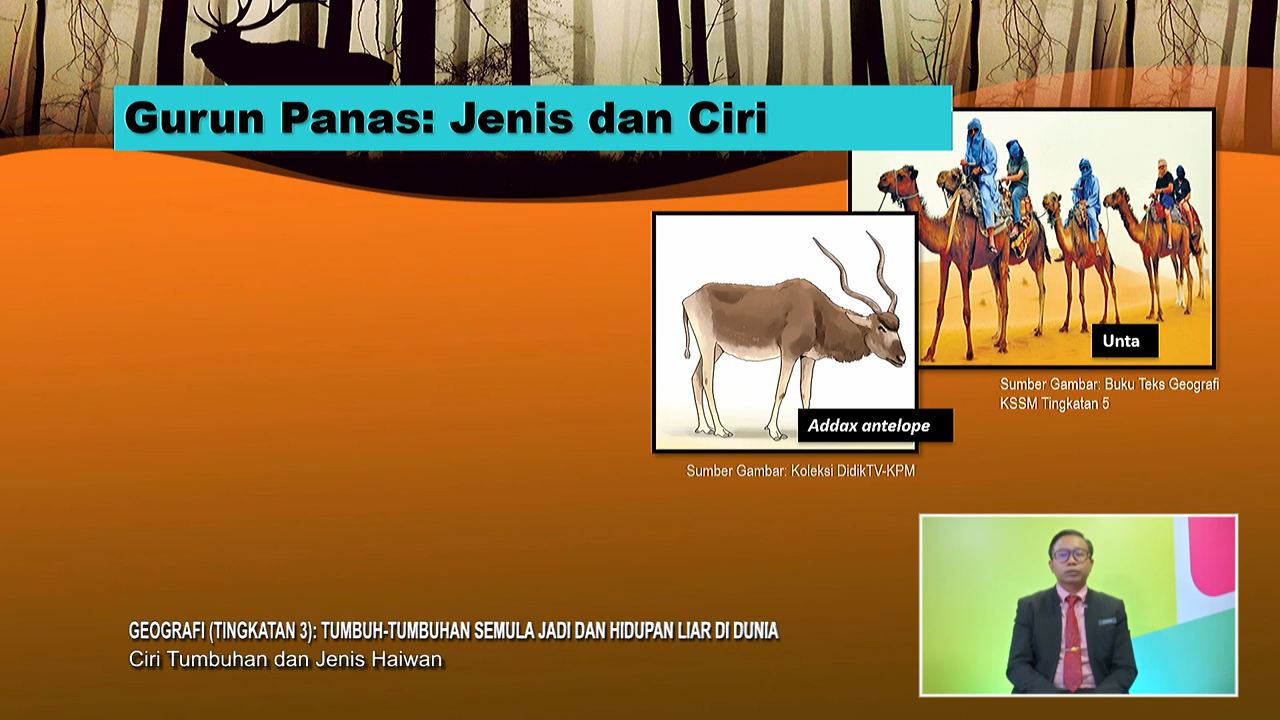 Gurun Panas: Jenis dan Ciri
Unta
Sumber Gambar: Buku Teks Geografi
KSSM Tingkatan 5
Addax antelope
Sumber Gambar: Koleksi DidikTV-KPM
GEOGRAFI (TINGKATAN 3): TUMBUH-TUMBUHAN SEMULA JADI DAN HIDUPAN LIAR DI DUNIA
Ciri Tumbuhan dan Jenis Haiwan